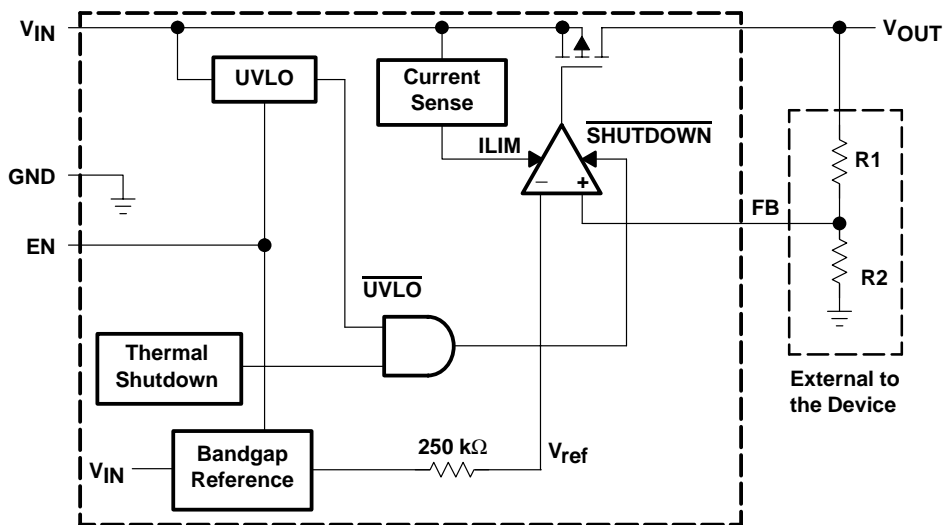 VIN
VOUT
UVLO
Current
Sense
SHUTDOWN
ILIM
R1
GND
− +
FB
EN
R2
UVLO
Thermal
Shutdown
External to
the Device
250 kΩ
Vref
VIN
Bandgap
Reference